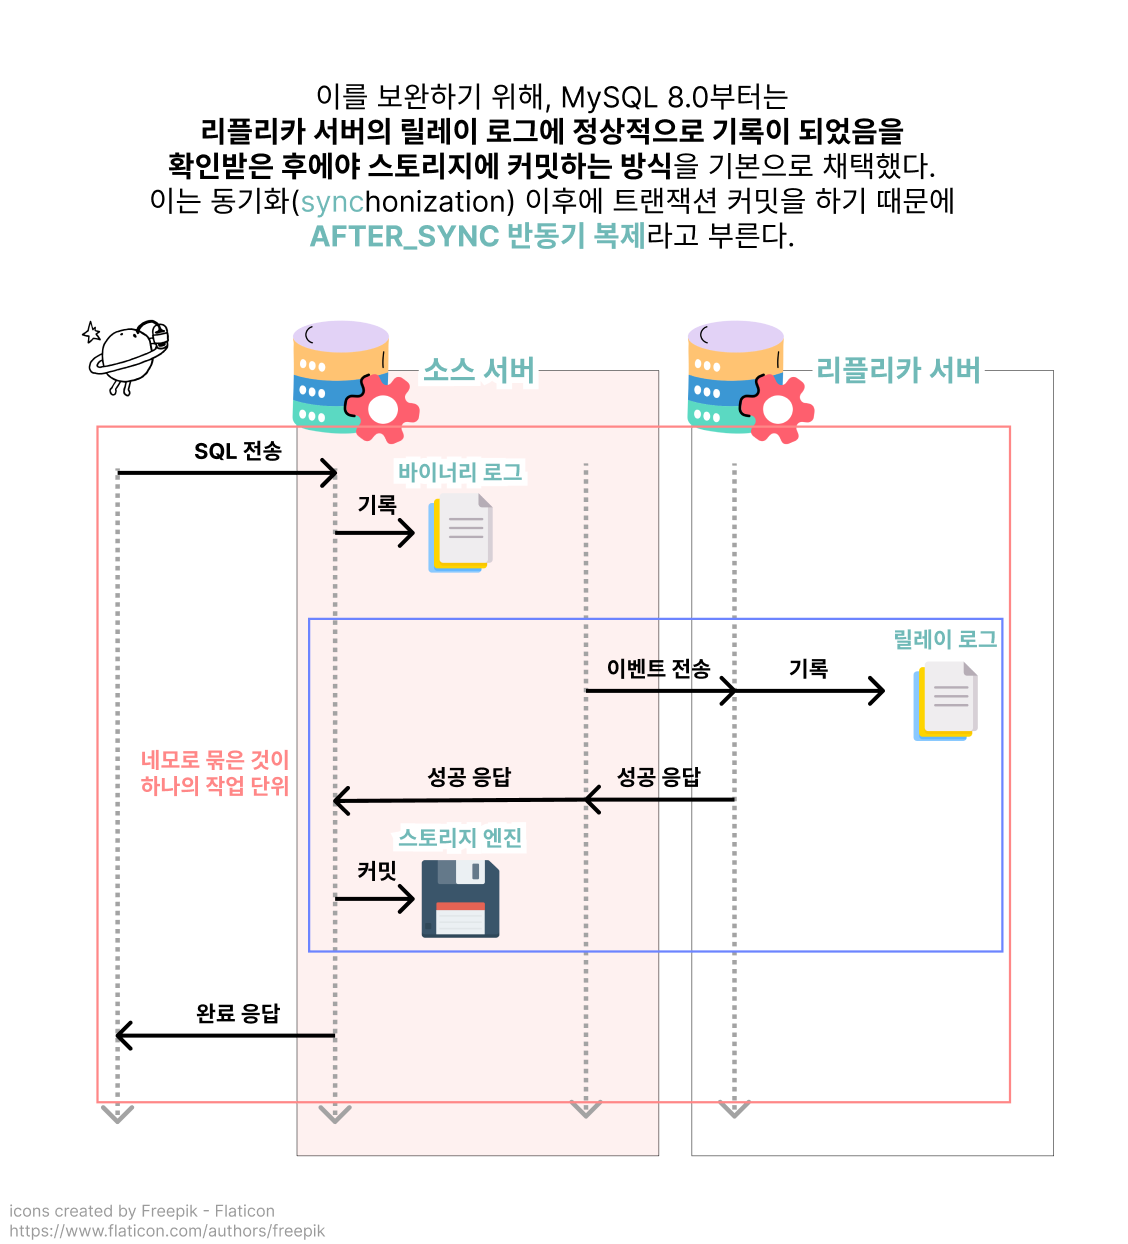 이를 보완하기 위해, MySQL 8.0부터는
리플리카 서버의 릴레이 로그에 정상적으로 기록이 되었음을
확인받은 후에야 스토리지에 커밋하는 방식을 기본으로 채택했다.
이는 동기화(synchonization) 이후에 트랜잭션 커밋을 하기 때문에
AFTER_SYNC 반동기 복제라고 부른다.
소스 서버
리플리카 서버
SQL 전송
바이너리 로그
기록
릴레이 로그
이벤트 전송
기록
네모로 묶은 것이
하나의 작업 단위
성공 응답
성공 응답
스토리지 엔진
커밋
완료 응답
icons created by Freepik - Flaticon
https://www.flaticon.com/authors/freepik